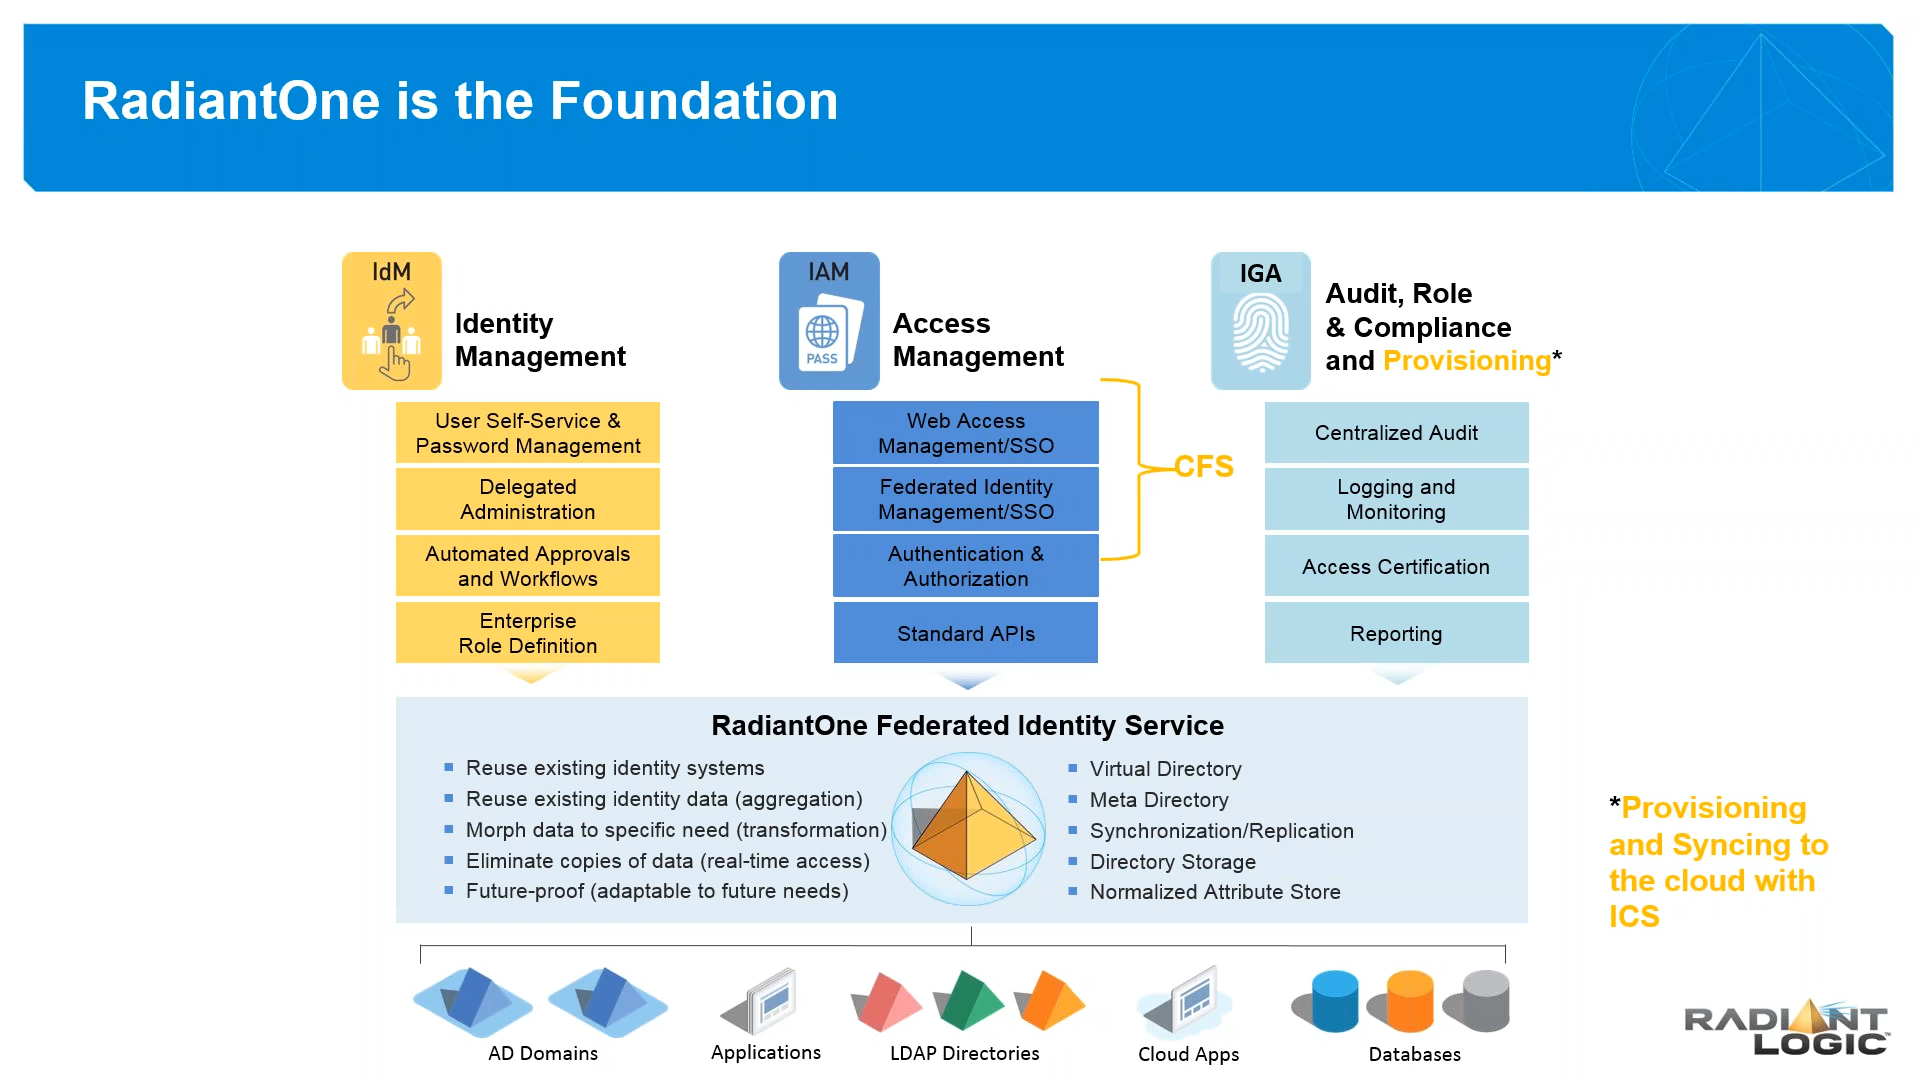 RadiantOne is the Foundation
IdM
Identity
Management
User Self-Service &
Password Management
Delegated
Administration
Automated Approvals
and Workflows
Enterprise
Role Definition
IAM
PASS
Access
Management
Web Access
Management/SSO
Federated Identity
Management/SSO
Authentication &
Authorization
Standard APIs
CFS
IGA
Audit, Role
& Compliance
and Provisioning*
Centralized Audit
Logging and
Monitoring
Access Certification
Reporting
RadiantOne Federated Identity Service
Reuse existing identity systems
Reuse existing identity data (aggregation)
Morph data to specific need (transformation)
Eliminate copies of data (real-time access)
Future-proof (adaptable to future needs)
Virtual Directory
Meta Directory
Synchronization/Replication
Directory Storage
Normalized Attribute Store
*Provisioning
and Syncing to
the cloud with
ICS
AD Domains
Applications
LDAP Directories
Cloud Apps
Databases
RADIANT
LOGIC™